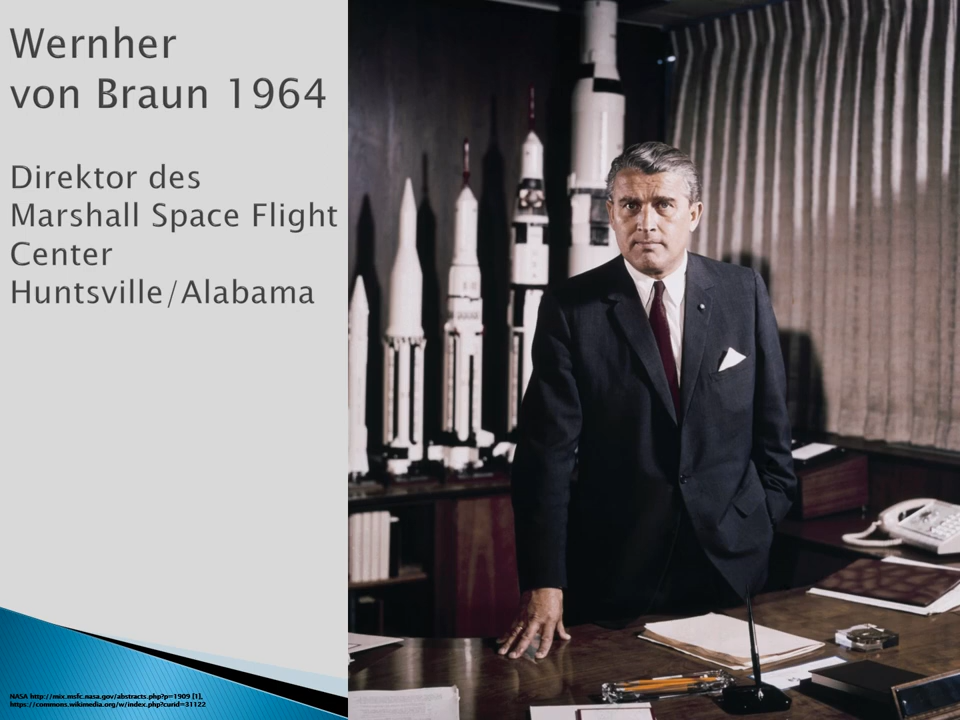 Wernher
von Braun 1964
Direktor des
Marshall Space Flight
Center
Huntsville/Alabama
NASA http://mix.msfc.nasa.gov/abstracts.php?p=1909 [1],
https://commons.wikimedia.org/w/index.php?curid=31122